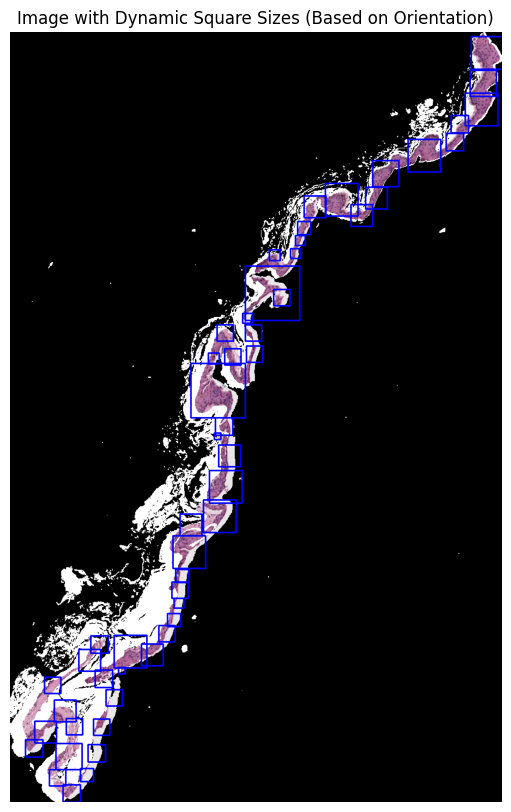 Image with Dynamic Square Sizes (Based on Orientation)